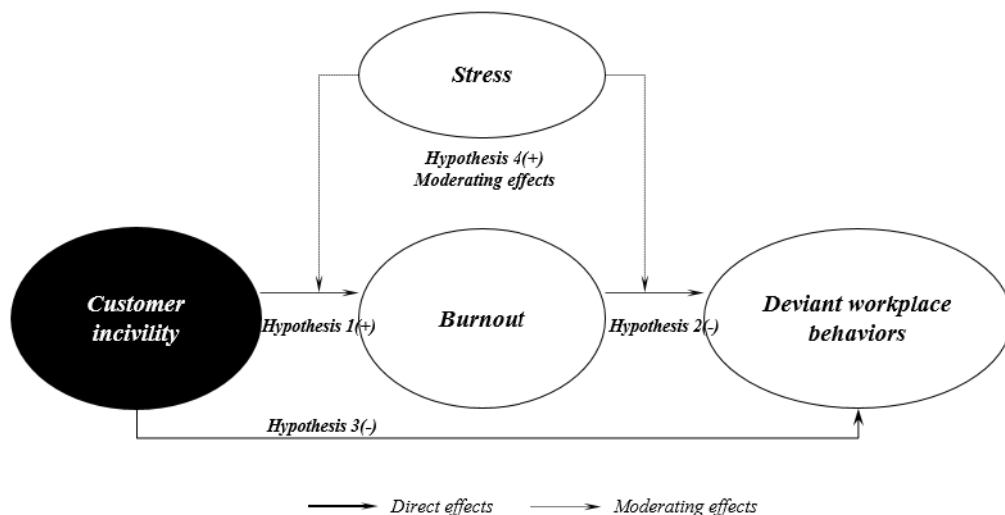 Stress
Hypothesis 4(+)
Moderating effects
Customer
incivility
Hypothesis 1(+)
Burnout
Hypothesis 2(-)
Deviant workplace
behaviors
Hypothesis 3(-)
Direct effects
Moderating effects